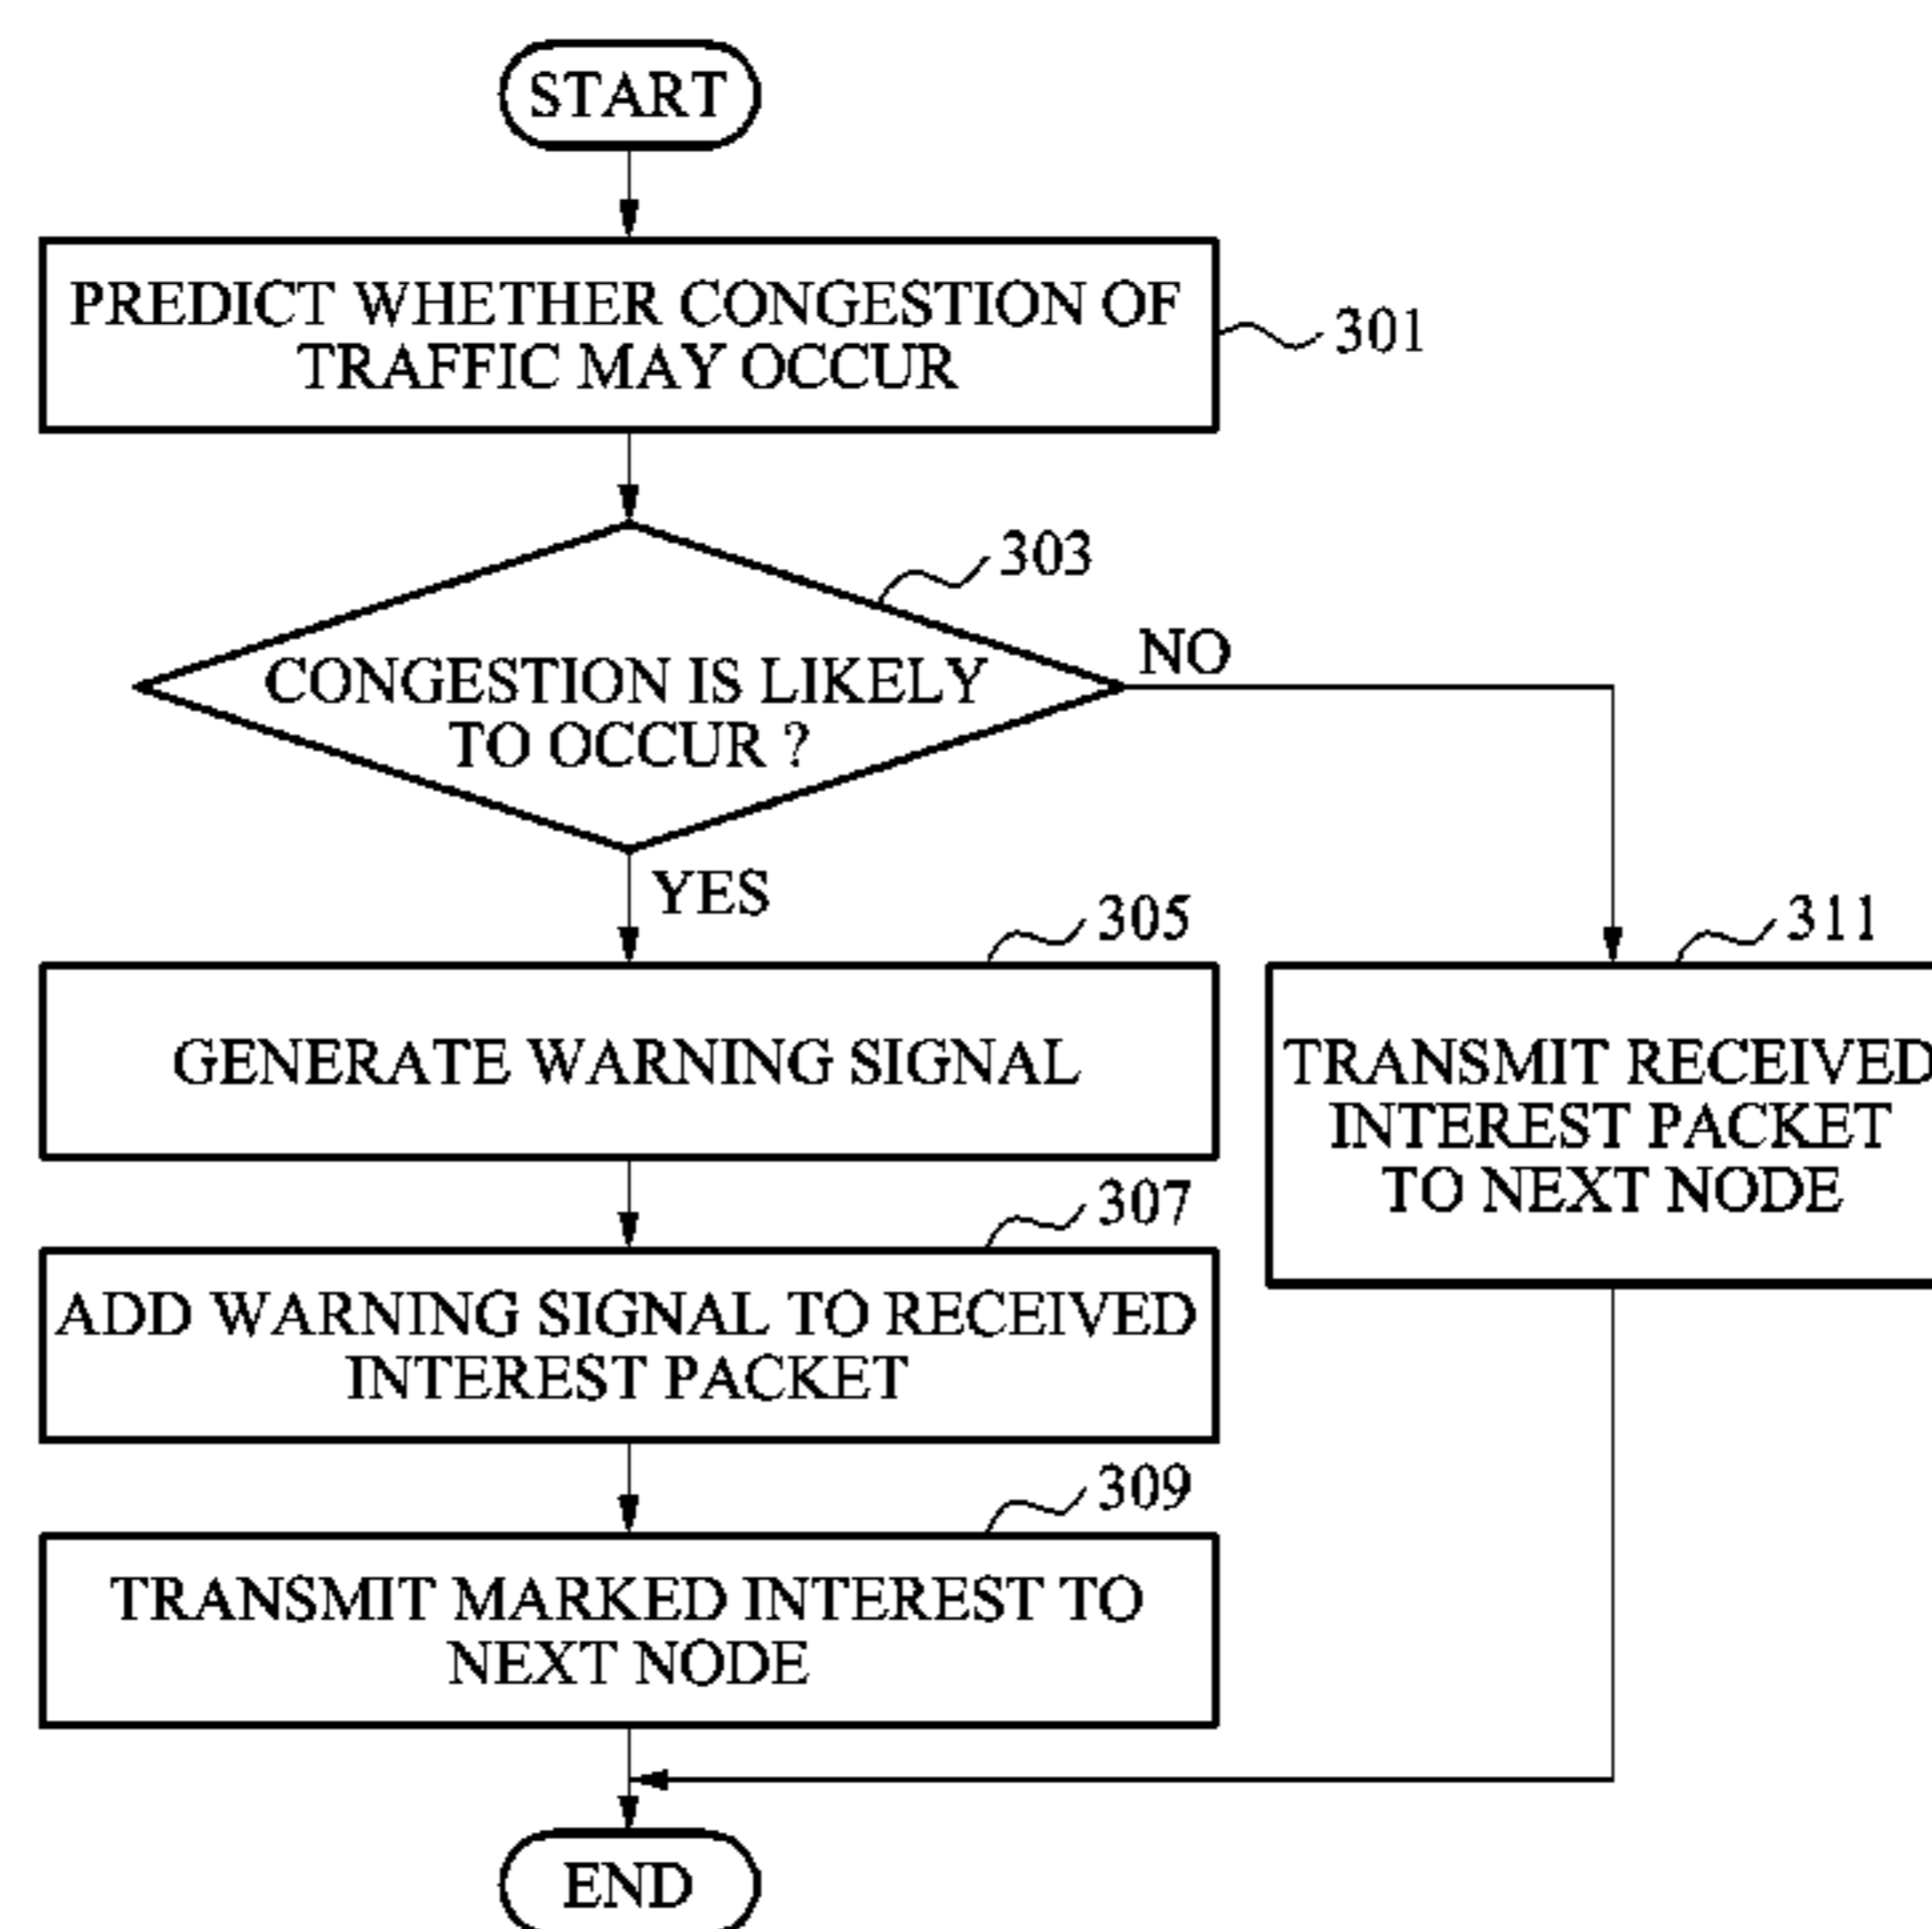 START
PREDICT WHETHER CONGESTION OF
TRAFFIC MAY OCCUR
301
303
CONGESTION IS LIKELY
TO OCCUR ?
NO
YES
305
GENERATE WARNING SIGNAL
311
TRANSMIT RECEIVED
INTEREST PACKET
TO NEXT NODE
307
ADD WARNING SIGNAL TO RECEIVED
INTEREST PACKET
309
TRANSMIT MARKED INTEREST TO
NEXT NODE
END